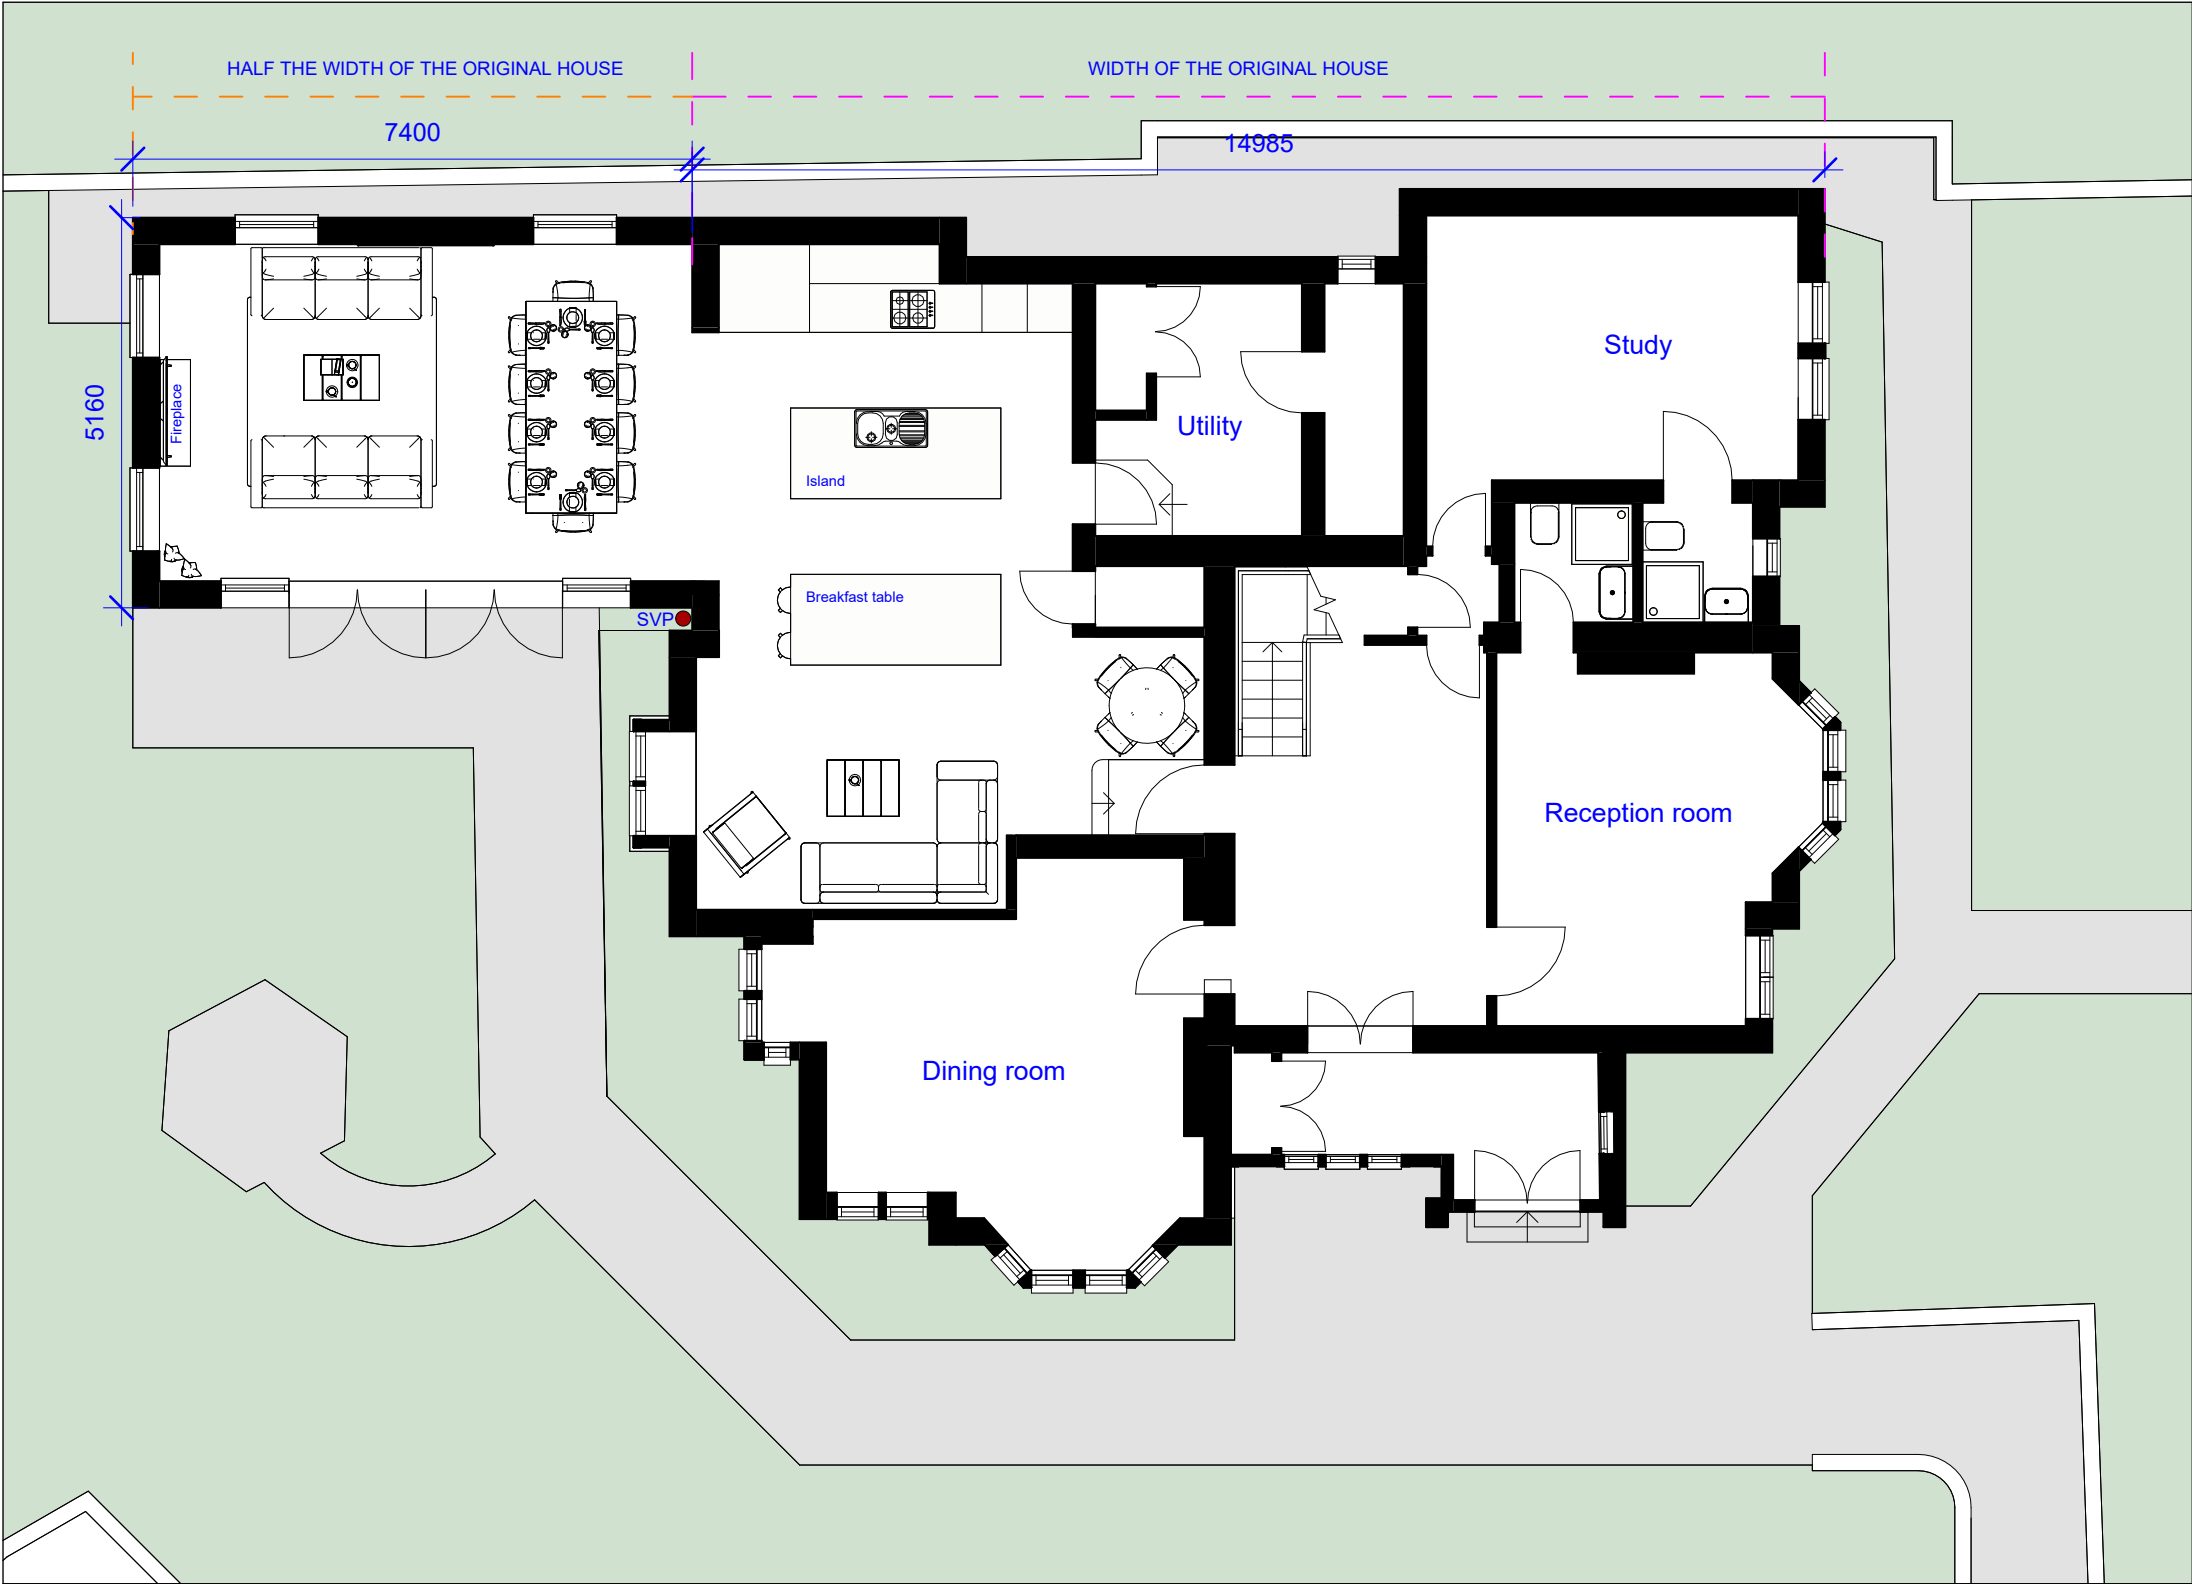 HALF THE WIDTH OF THE ORIGINAL HOUSE
WIDTH OF THE ORIGINAL HOUSE
7400
14985
5160
Fireplace
Study
Utility
Island
Breakfast table
SVP
Reception room
Dining room